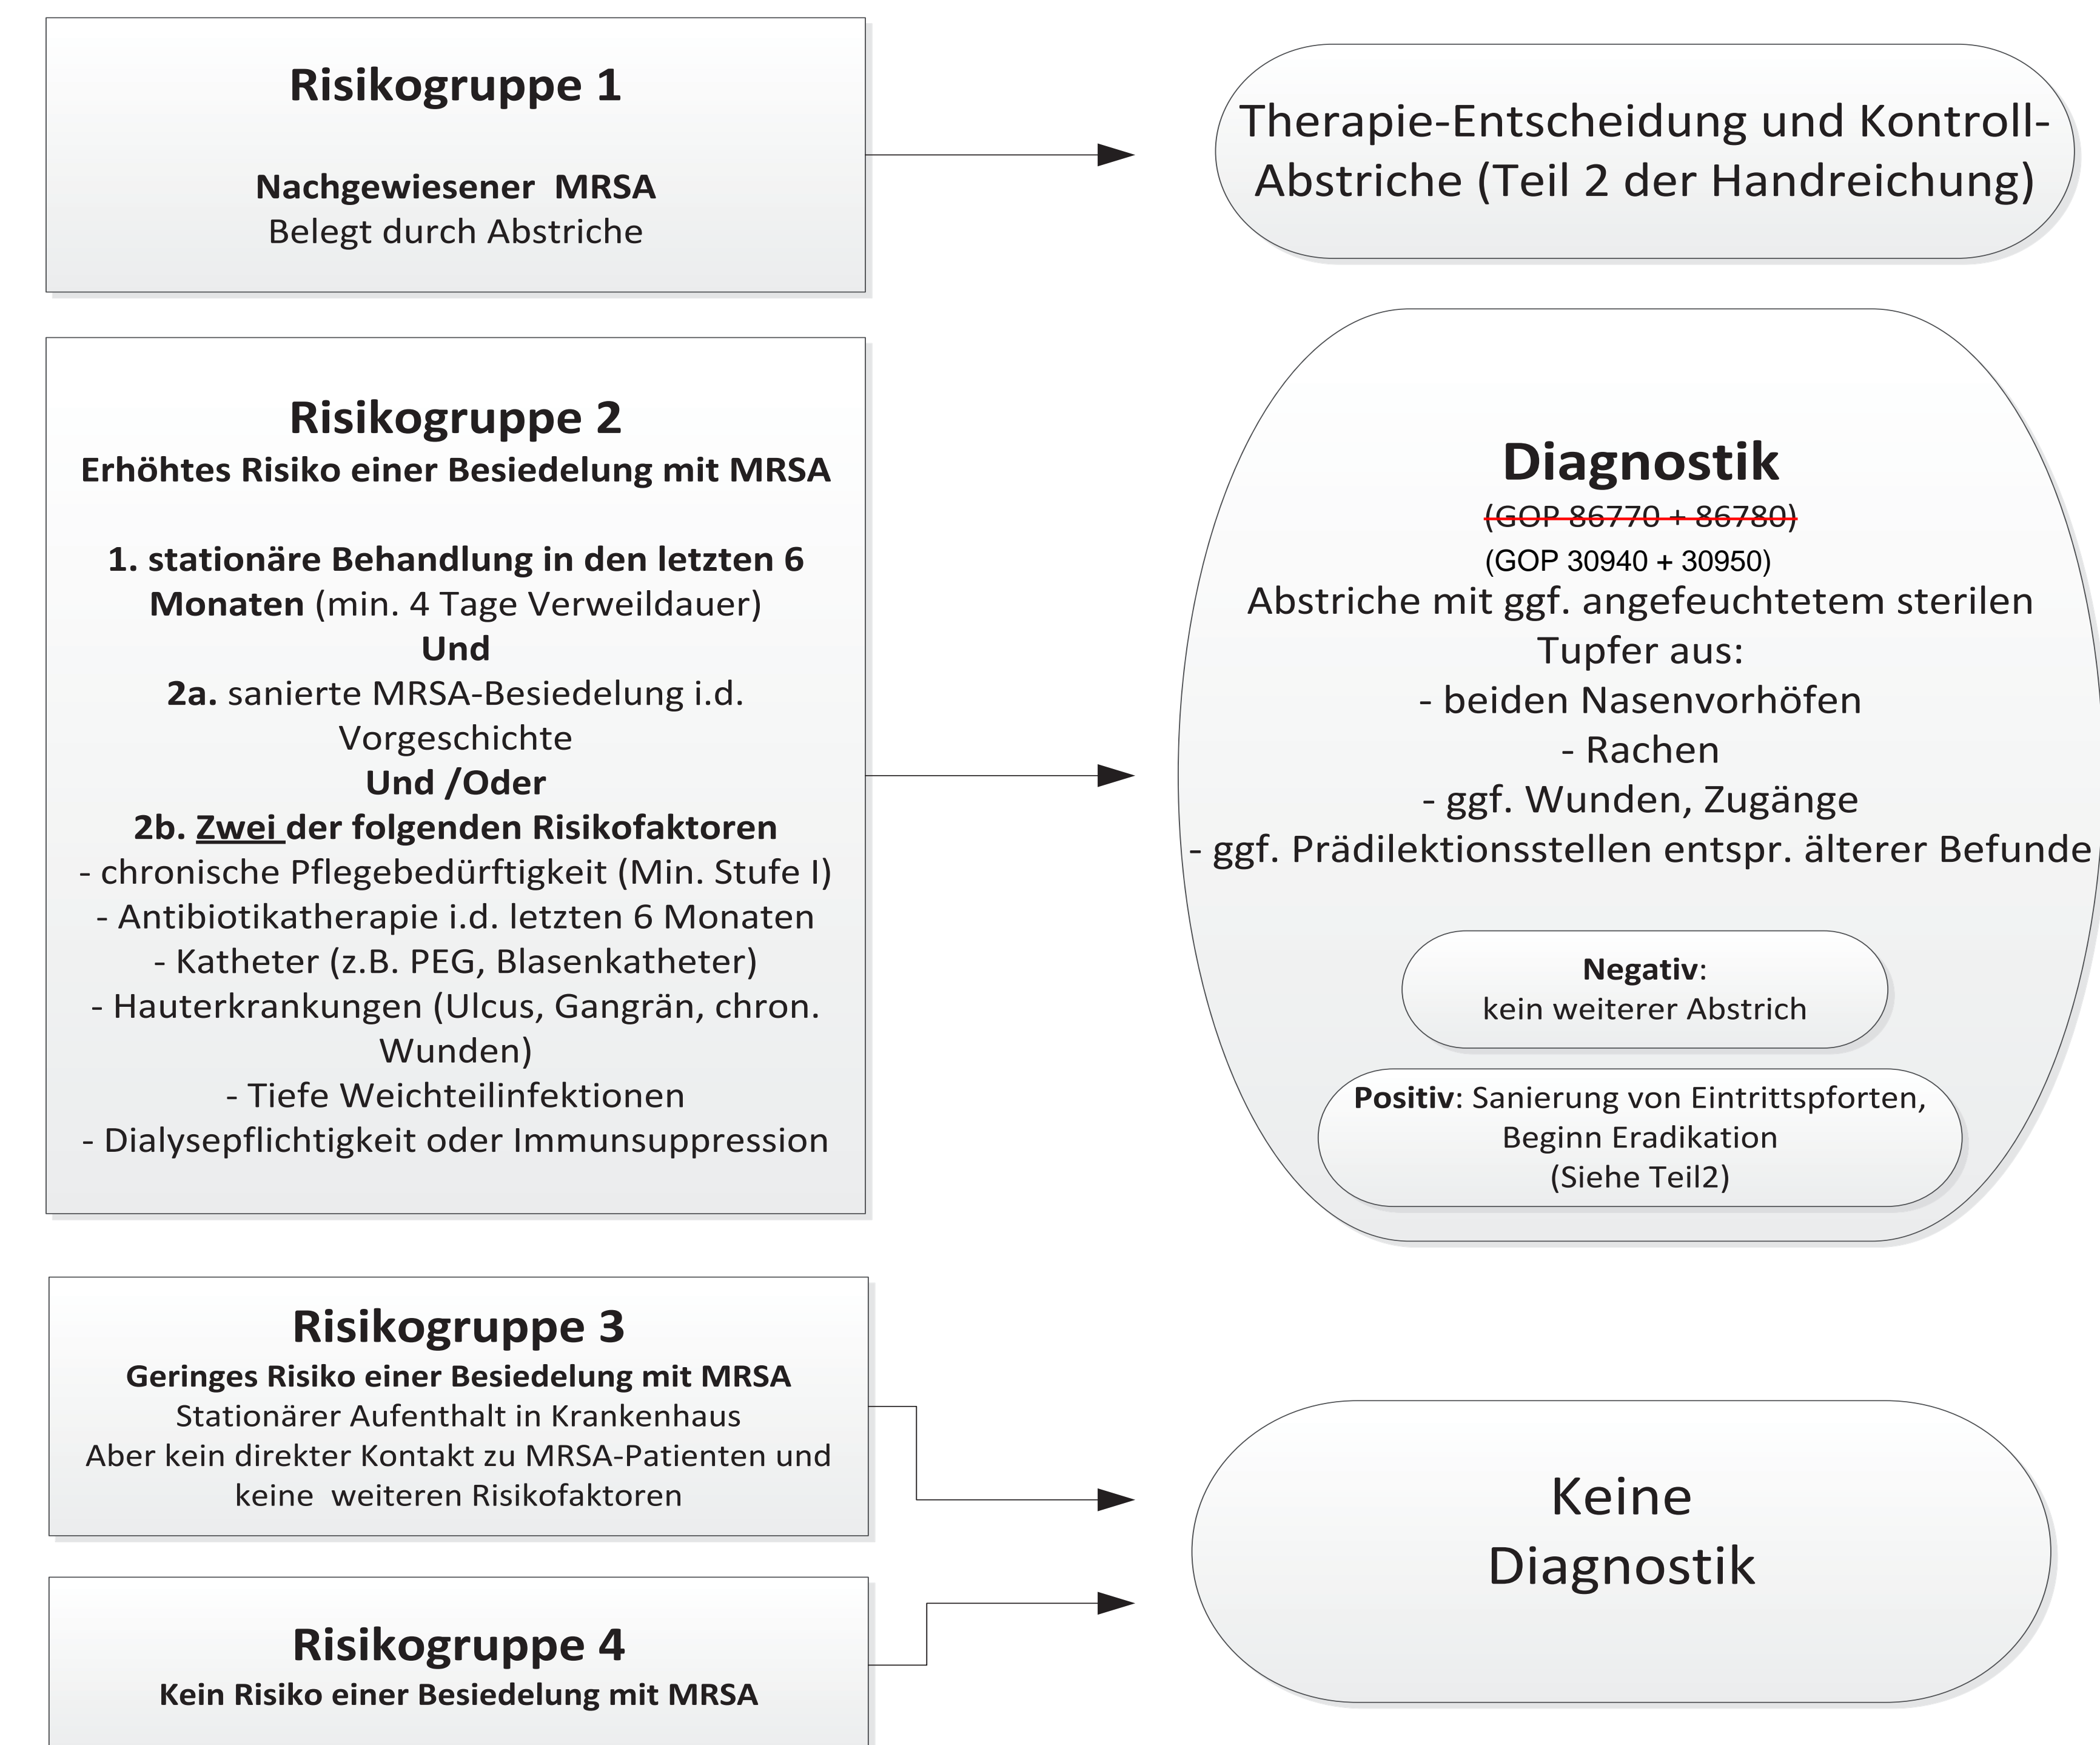 Risikogruppe 1
Nachgewiesener MRSA
Belegt durch Abstriche
Therapie-Entscheidung und Kontroll-
Abstriche (Teil 2 der Handreichung)
Risikogruppe 2
Erhöhtes Risiko einer Besiedelung mit MRSA
1. stationäre Behandlung in den letzten 6
Monaten (min. 4 Tage Verweildauer)
Und
2a. sanierte MRSA-Besiedelung i.d.
Vorgeschichte
Und /Oder
2b. Zwei der folgenden Risikofaktoren
- chronische Pflegebedürftigkeit (Min. Stufe I)
- Antibiotikatherapie i.d. letzten 6 Monaten
- Katheter (z.B. PEG, Blasenkatheter)
- Hauterkrankungen (Ulcus, Gangrän, chron.
Wunden)
- Tiefe Weichteilinfektionen
- Dialysepflichtigkeit oder Immunsuppression
Diagnostik
(GOP 86770 + 86780)
(GOP 30940 + 30950)
Abstriche mit ggf. angefeuchtetem sterilen
Tupfer aus:
- beiden Nasenvorhöfen
- Rachen
- ggf. Wunden, Zugänge
- ggf. Prädilektionsstellen entspr. älterer Befunde
Negativ:
kein weiterer Abstrich
Positiv: Sanierung von Eintrittspforten,
Beginn Eradikation
(Siehe Teil2)
Risikogruppe 3
Geringes Risiko einer Besiedelung mit MRSA
Stationärer Aufenthalt in Krankenhaus
Aber kein direkter Kontakt zu MRSA-Patienten und
keine weiteren Risikofaktoren
Risikogruppe 4
Kein Risiko einer Besiedelung mit MRSA
Keine
Diagnostik